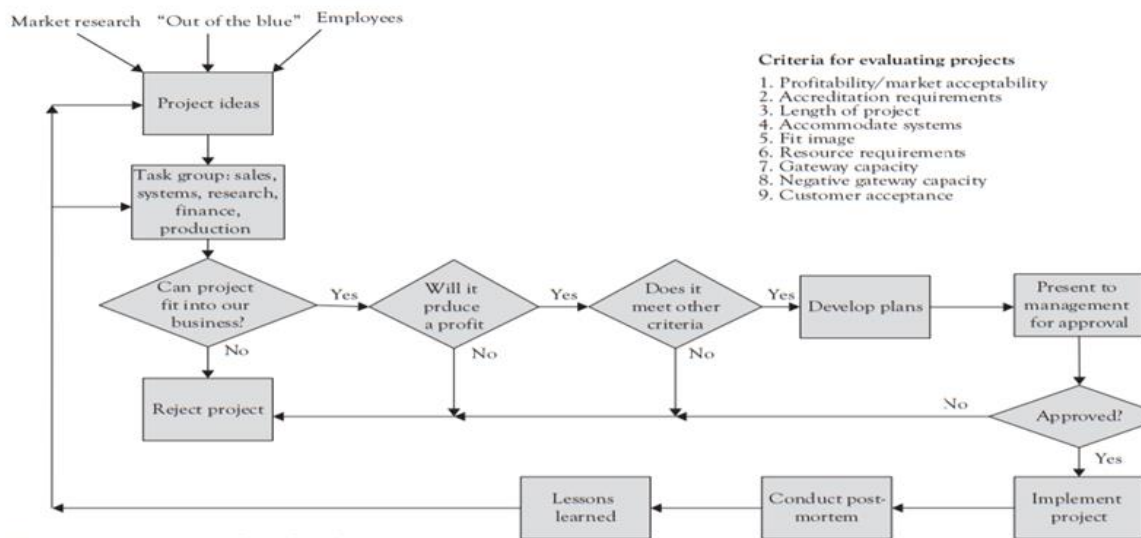 Market research
"Out of the blue"
Employees
Project ideas
Criteria for evaluating projects
1. Profitability/market acceptability
2. Accreditation requirements
3. Length of project
4. Accommodate systems
5. Fit image
6. Resource requirements
7. Gateway capacity
8. Negative gateway capacity
9. Customer acceptance
Task group: sales,
systems, research,
finance,
production
Can project
fit into our
business?
Yes
Will it
prduce
a profit
Yes
Does it
meet other
criteria
Yes
Develop plans
Present to
management
for approval
No
No
No
Reject project
No
Approved?
Yes
Lessons
learned
Conduct post-
mortem
Implement
project